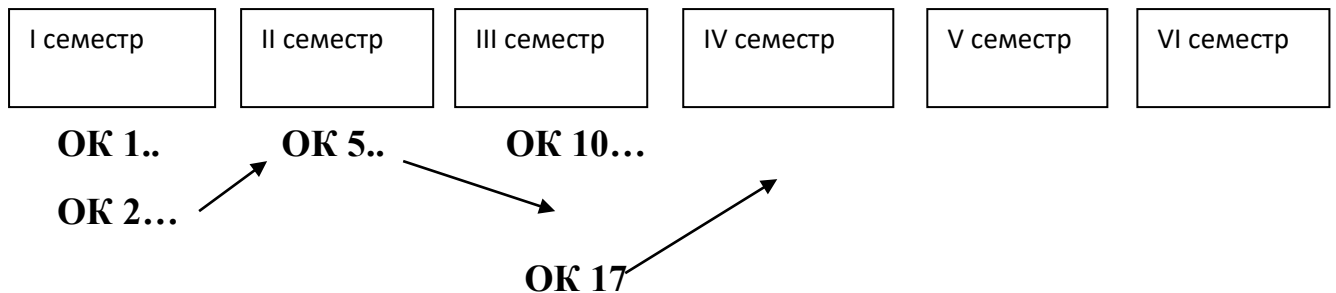 I семестр II семестр III семестр IV семестр V семестр VI семестр
ОК 1.. ОК 5.. ОК 10…
ОК 2…
ОК 17